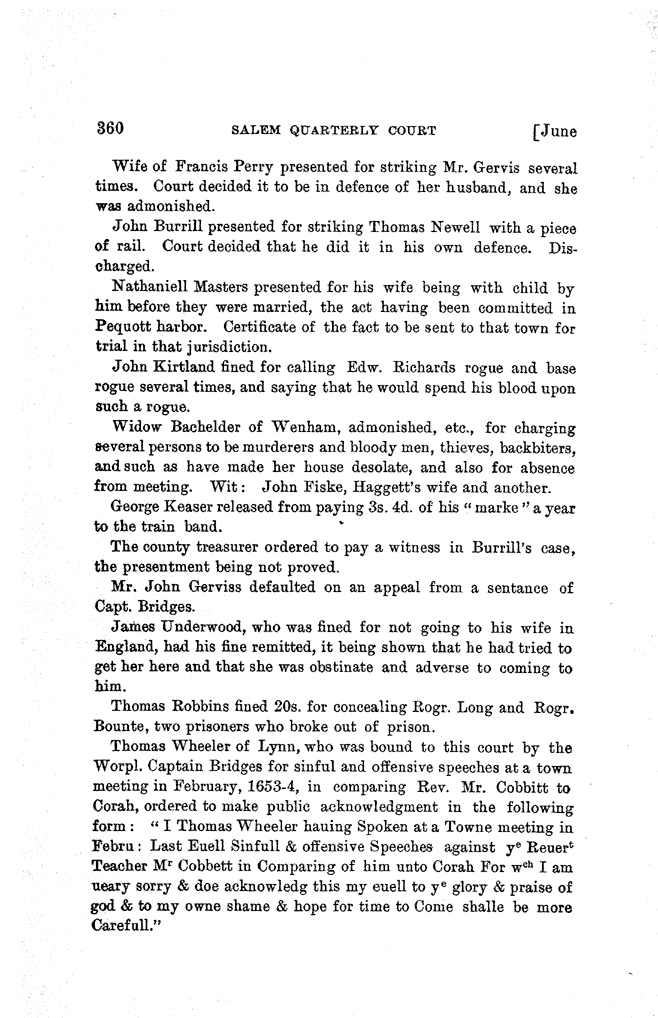 360 SALEM QUARTERLY COURT [June
Wife of Francis Perry presented for striking Mr. Gervis several
times. Court decided it to be in defence of her husband, and she
was admonished.
John Burrill presented for striking Thomas Newell with a piece
of rail. Court decided that he did it in his own defence. Dis-
charged.
Nathaniell Masters presented for his wife being with child by
him before they were married, the act having been committed in
Pequott harbor. Certificate of the fact to be sent to that town for
trial in that jurisdiction.
John Kirtland fined for calling Edw. Richards rogue and base
rogue several times, and saying that he would spend his blood upon
such a rogue.
Widow Bachelder of Wenham, admonished, etc., for charging
several persons to be murderers and bloody men, thieves, backbiters,
and such as have made her house desolate, and also for absence
from meeting. Wit: John Fiske, Haggett's wife and another.
George Keaser released from paying 3s. 4d. of his "marke" a year
to the train band.
The county treasurer ordered to pay a witness in Burrill's case,
the presentment being not proved.
Mr. John Gerviss defaulted on an appeal from a sentance of
Capt. Bridges.
James Underwood, who was fined for not going to his wife in
England, had his fine remitted, it being shown that he had tried to
get her here and that she was obstinate and adverse to coming to
him.
Thomas Robbins fined 20s. for concealing Rogr. Long and Rogr.
Bounte, two prisoners who broke out of prison.
Thomas Wheeler of Lynn, who was bound to this court by the
Worpl. Captain Bridges for sinful and offensive speeches at a town
meeting in February, 1653-4, in comparing Rev. Mr. Cobbitt to
Corah, ordered to make public acknowledgment in the following
form: "I Thomas Wheeler hauing Spoken at a Towne meeting in
Febru: Last Euell Sinfull & offensive Speeches against yᵉ Reuerᵗ
Teacher Mʳ Cobbett in Comparing of him unto Corah For wᶜʰ I am
ueary sorry & doe acknowledg this my euell to yᵉ glory & praise of
god & to my owne shame & hope for time to Come shalle be more
Carefull."